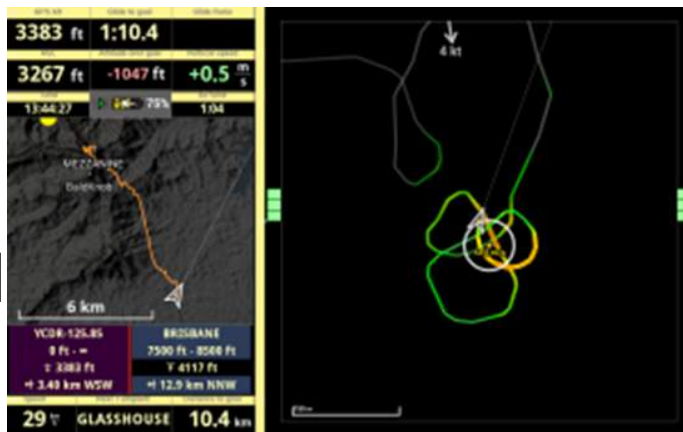 3383 ft 1:10.4
3267 ft -1047 ft +0.5 m/s
13:44:27 75% 1:04
MEZZANINE
6 km
YCDR-125.85 BRISBANE
0 ft - ∞ 7500 ft - 8500 ft
3383 ft 4117 ft
3.40 km WSW 12.9 km NNW
29 GLASSHOUSE 10.4 km
4 kt